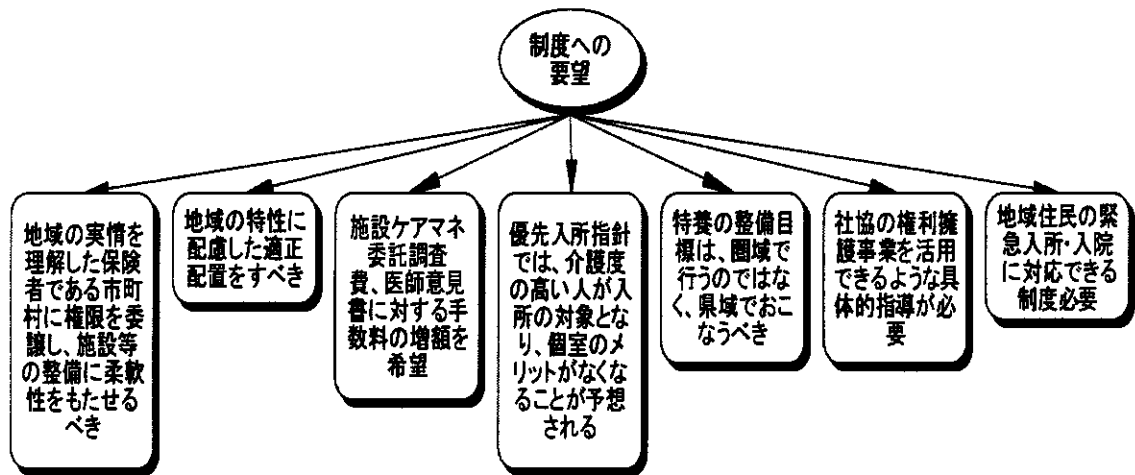 制度への
要望
地域の実情を
理解した保険
者である市町
村に権限を委
譲し、施設等
の整備に柔軟
性をもたせる
べき
地域の特性に
配慮した適正
配置をすべき
施設ケアマネ
委託調査
費、医師意見
書に対する手
数料の増額を
希望
優先入所指針
では、介護度
の高い人が入
所の対象とな
り、個室のメ
リットがなくな
ることが予想
される
特養の整備目
標は、圏域で
行うのではな
く、県域でおこ
なうべき
社協の権利擁
護事業を活用
できるような具
体的指導が必
要
地域住民の緊
急入所・入院
に対応できる
制度必要